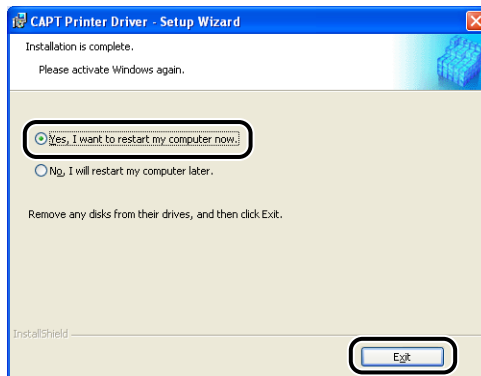 CAPT Printer Driver - Setup Wizard
Installation is complete.
Please activate Windows again.
Yes, I want to restart my computer now.
No, I will restart my computer later.
Remove any disks from their drives, and then click Exit.
InstallShield
Exit